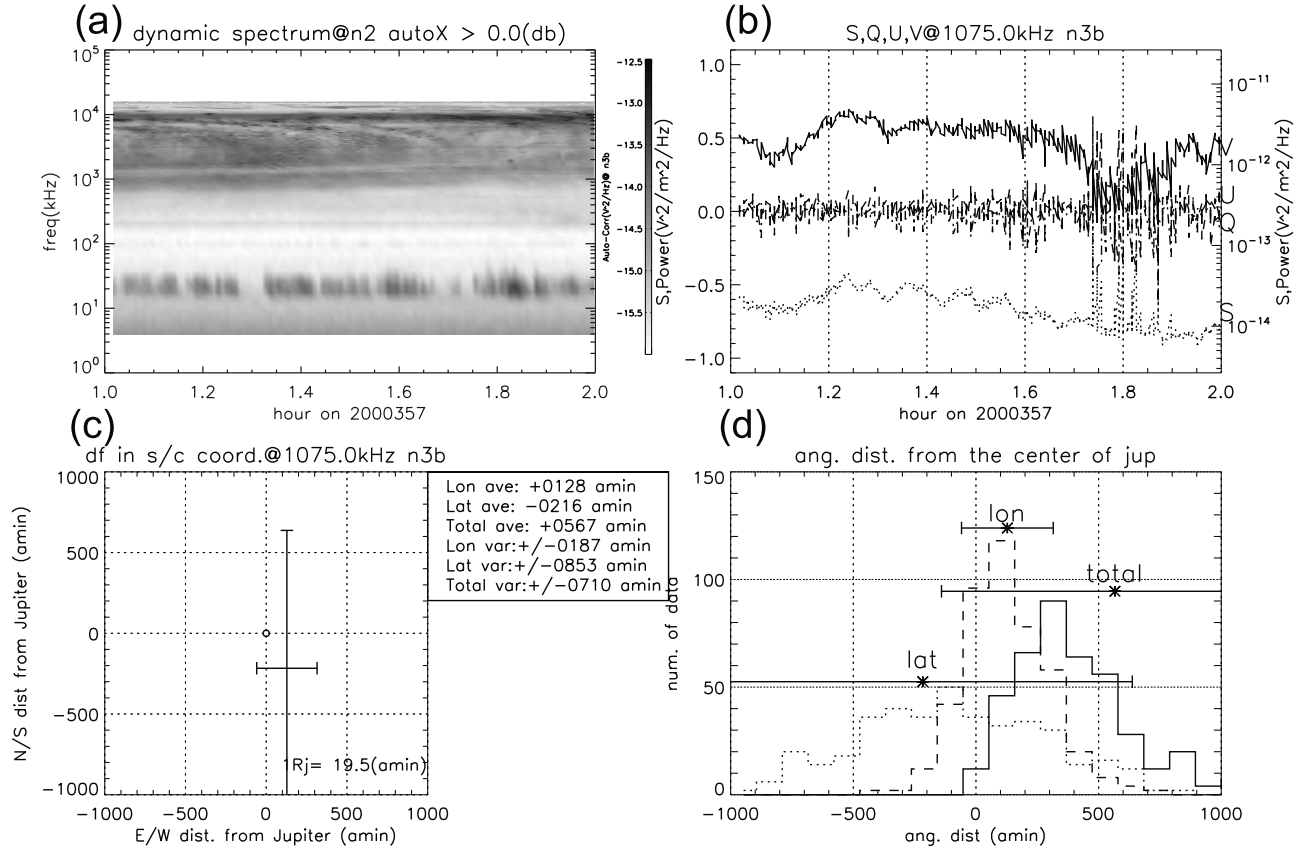 (a)
dynamic spectrum@n2 autoX > 0.0(db)
freq(kHz)
10^5
10^4
10^3
10^2
10^1
10^0
1.0 1.2 1.4 1.6 1.8 2.0
hour on 2000357
-12.5
-13.0
-13.5
-14.0
-14.5
-15.0
-15.5
Auto-Corr(V^2/Hz)@ n3b
(b)
S,Q,U,V@1075.0kHz n3b
S,Power(V^2/m^2/Hz)
1.0
0.5
0.0
-0.5
-1.0
1.0 1.2 1.4 1.6 1.8 2.0
hour on 2000357
V
U
Q
S
10^-11
10^-12
10^-13
10^-14
S,Power(V^2/m^2/Hz)
(c)
df in s/c coord.@1075.0kHz n3b
N/S dist from Jupiter (amin)
1000
500
0
-500
-1000
1Rj= 19.5(amin)
-1000 -500 0 500 1000
E/W dist. from Jupiter (amin)
Lon ave: +0128 amin
Lat ave: -0216 amin
Total ave: +0567 amin
Lon var:+/-0187 amin
Lat var:+/-0853 amin
Total var:+/-0710 amin
(d)
ang. dist. from the center of jup
num. of data
150
100
50
0
lon
total
lat
-1000 -500 0 500 1000
ang. dist (amin)